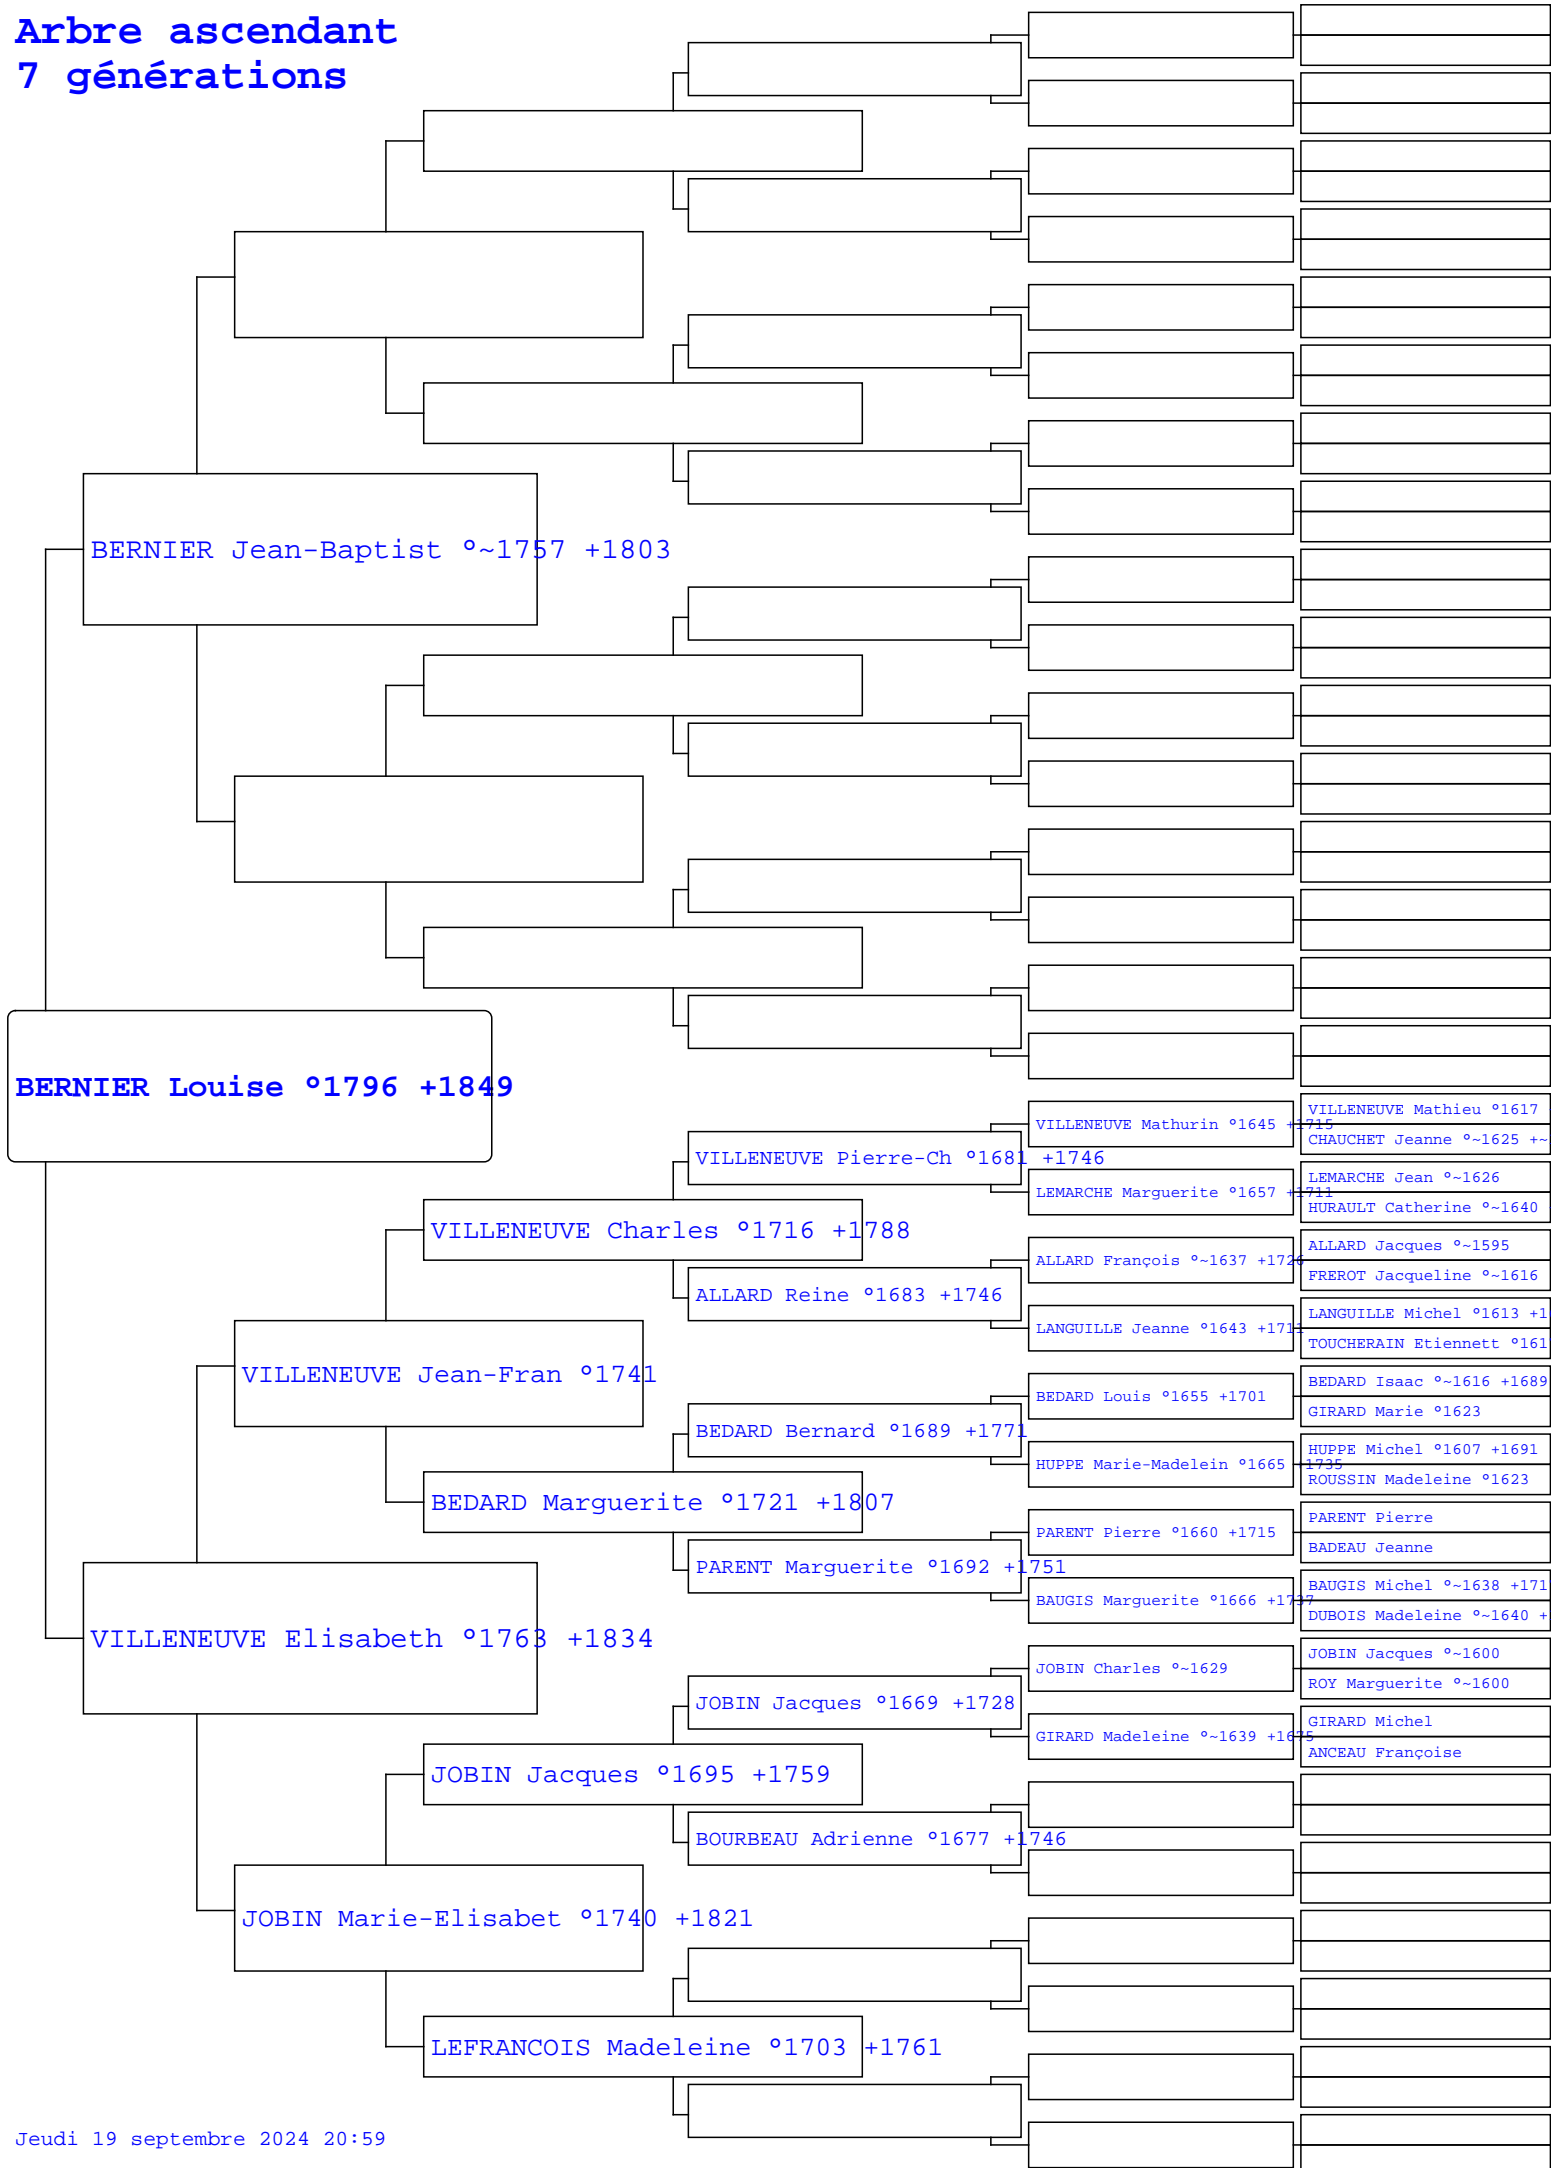 Arbre ascendant
7 générations
BERNIER Jean-Baptist °~1757 +1803
BERNIER Louise °1796 +1849
VILLENEUVE Mathieu °1617
VILLENEUVE Mathurin °1645 +1715
CHAUCHET Jeanne °~1625 +~
VILLENEUVE Pierre-Ch °1681 +1746
LEMARCHE Jean °~1626
LEMARCHE Marguerite °1657 +1711
HURAULT Catherine °~1640
VILLENEUVE Charles °1716 +1788
ALLARD Jacques °~1595
ALLARD François °~1637 +1726
FREROT Jacqueline °~1616
ALLARD Reine °1683 +1746
LANGUILLE Michel °1613 +1
LANGUILLE Jeanne °1643 +1711
TOUCHERAIN Etiennett °161
VILLENEUVE Jean-Fran °1741
BEDARD Isaac °~1616 +1689
BEDARD Louis °1655 +1701
GIRARD Marie °1623
BEDARD Bernard °1689 +1771
HUPPE Michel °1607 +1691
HUPPE Marie-Madelein °1665 +1735
ROUSSIN Madeleine °1623
BEDARD Marguerite °1721 +1807
PARENT Pierre
PARENT Pierre °1660 +1715
BADEAU Jeanne
PARENT Marguerite °1692 +1751
BAUGIS Michel °~1638 +171
BAUGIS Marguerite °1666 +1737
DUBOIS Madeleine °~1640 +
VILLENEUVE Elisabeth °1763 +1834
JOBIN Jacques °~1600
JOBIN Charles °~1629
ROY Marguerite °~1600
JOBIN Jacques °1669 +1728
GIRARD Michel
GIRARD Madeleine °~1639 +1675
ANCEAU Françoise
JOBIN Jacques °1695 +1759
BOURBEAU Adrienne °1677 +1746
JOBIN Marie-Elisabet °1740 +1821
LEFRANCOIS Madeleine °1703 +1761
Jeudi 19 septembre 2024 20:59